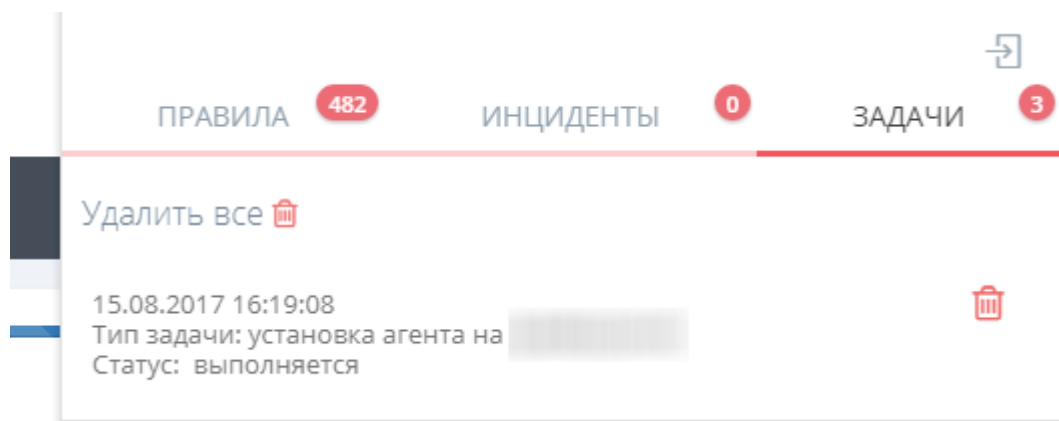 ПРАВИЛА 482 ИНЦИДЕНТЫ 0 ЗАДАЧИ 3
Удалить все
15.08.2017 16:19:08
Тип задачи: установка агента на
Статус: выполняется